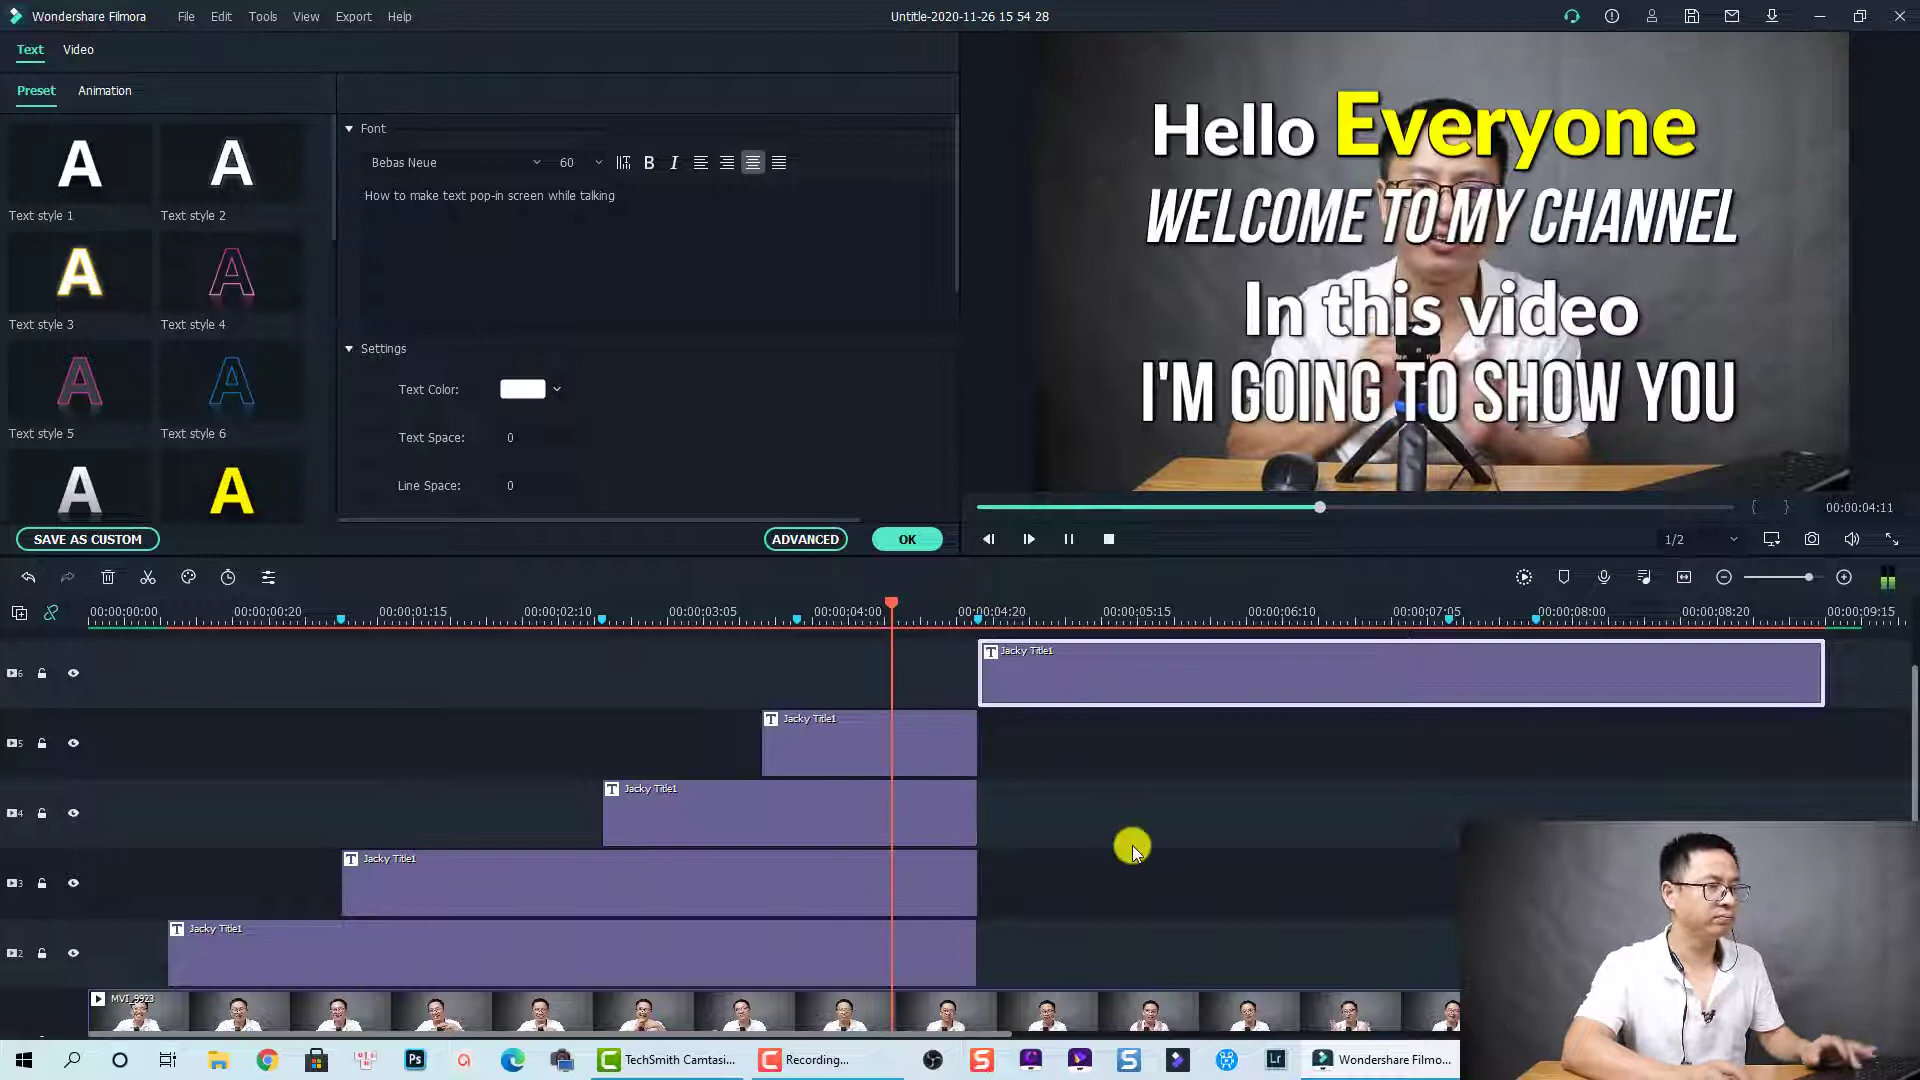 Wondershare Filmora
File
Edit
Tools
View
Export
Help
Untitle-2020-11-26 15 54 28
Text
Video
Preset
Animation
A
A
Text style 1
Text style 2
A
A
Text style 3
Text style 4
A
A
Text style 5
Text style 6
A
A
Font
Bebas Neue
60
B
I
How to make text pop-in screen while talking
Settings
Text Color:
Text Space:
0
Line Space:
0
SAVE AS CUSTOM
ADVANCED
OK
Hello Everyone
WELCOME TO MY CHANNEL
In this video
I'M GOING TO SHOW YOU
{ }
00:00:04:11
1/2
00:00:00:00
00:00:00:20
00:00:01:15
00:00:02:10
00:00:03:05
00:00:04:00
00:00:04:20
00:00:05:15
00:00:06:10
00:00:07:05
00:00:08:00
00:00:08:20
00:00:09:15
6
T Jacky Title1
5
T Jacky Title1
4
T Jacky Title1
3
T Jacky Title1
2
T Jacky Title1
MVI_9923
Ps
TechSmith Camtasi...
Recording...
S
S
Lr
Wondershare Filmo...